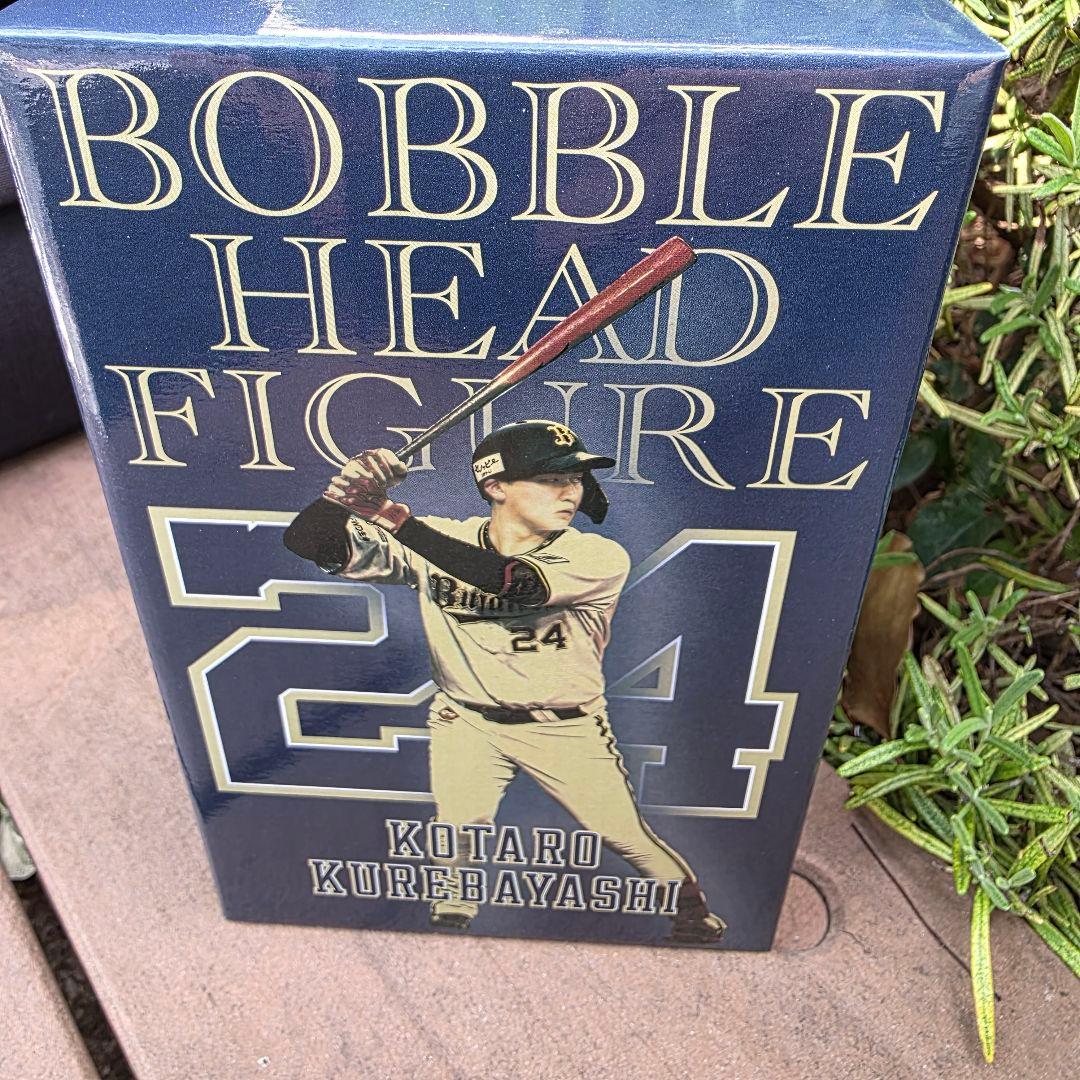 BOBBLE
HEAD
FIGURE
B
24
24
KOTARO
KUREBAYASHI